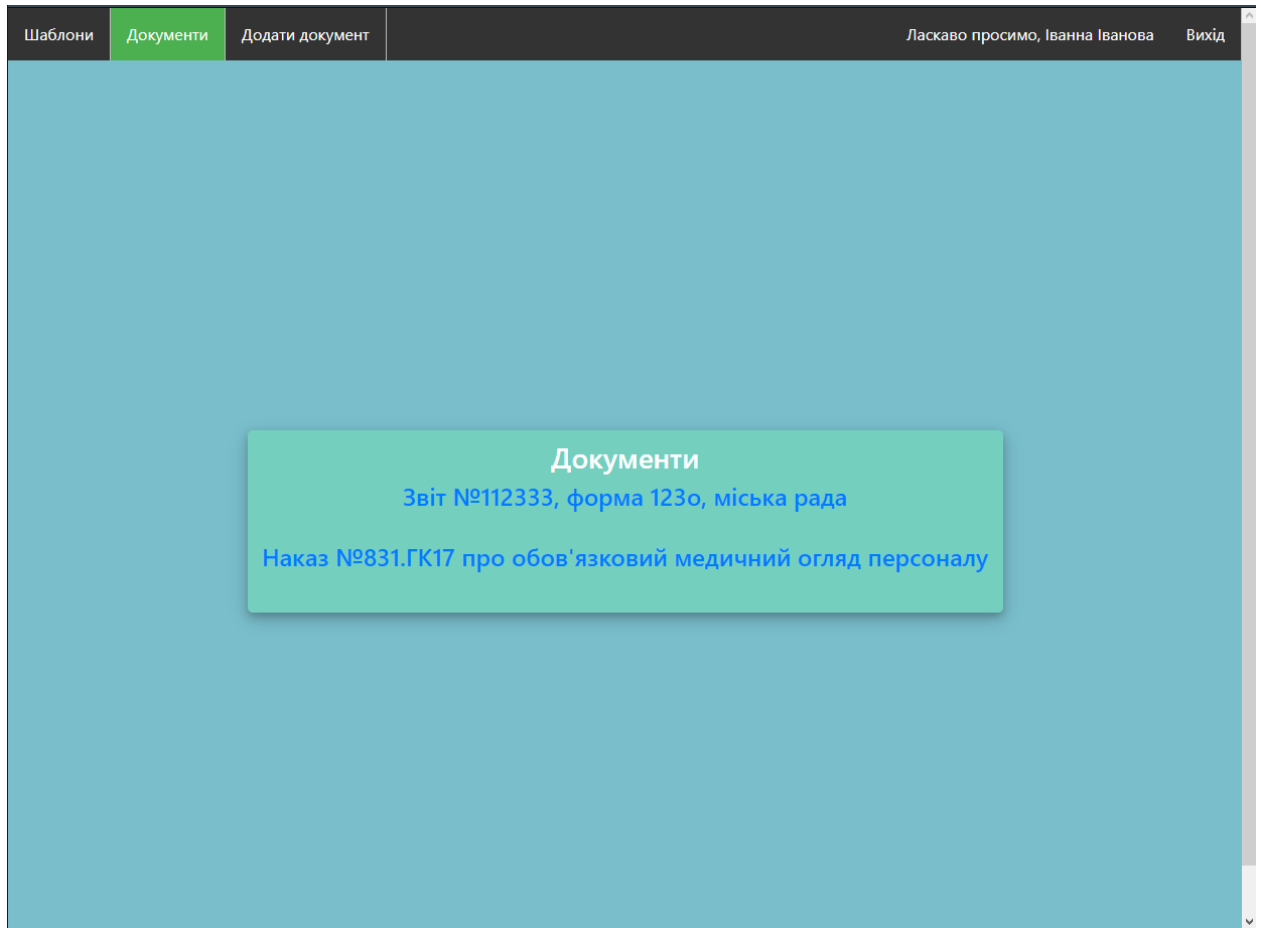 Шаблони Документи Додати документ Ласкаво просимо, Іванна Іванова Вихід
Документи
Звіт №112333, форма 123о, міська рада
Наказ №831.ГК17 про обов'язковий медичний огляд персоналу